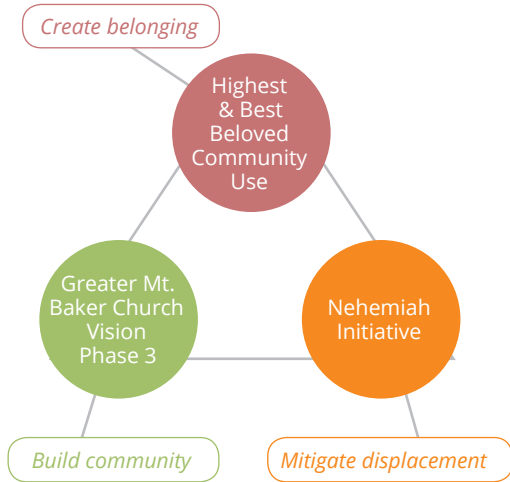 Create belonging
Highest
& Best
Beloved
Community
Use
Greater Mt.
Baker Church
Vision
Phase 3
Nehemiah
Initiative
Build community
Mitigate displacement